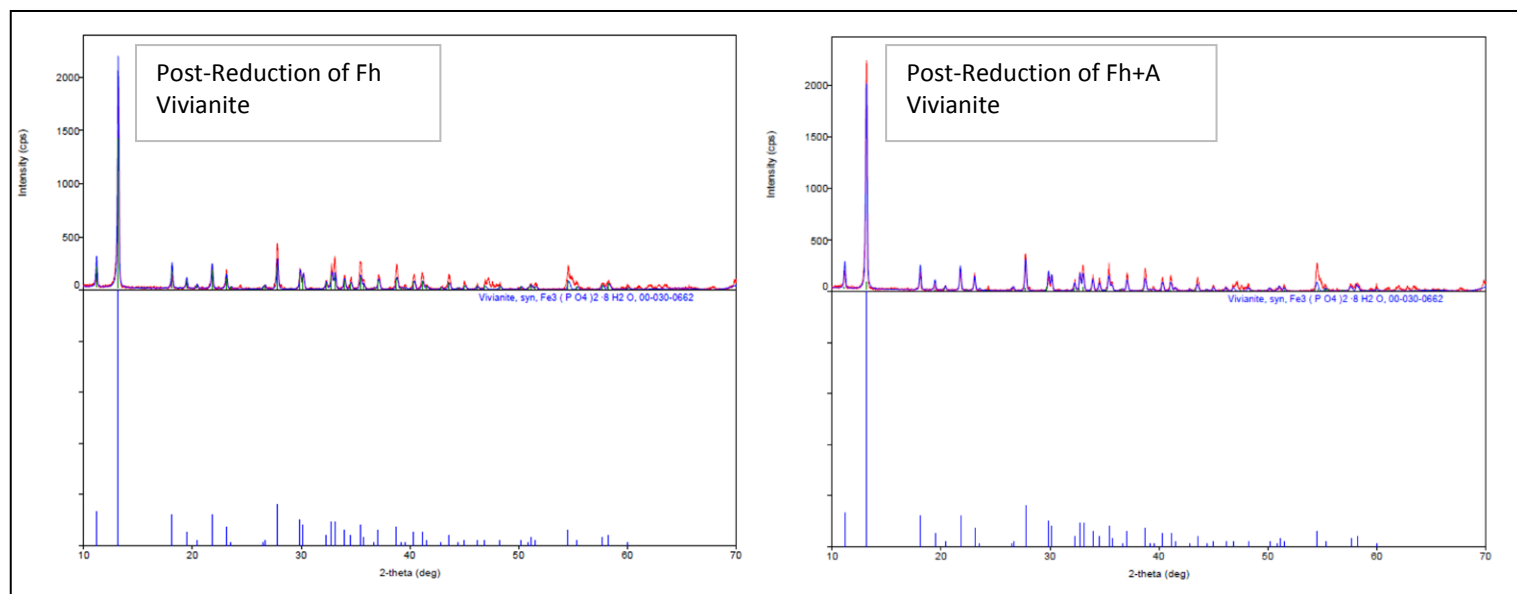 Post-Reduction of Fh
Vivianite
Intensity (cps)
2000
1500
1000
500
0
Vivianite, syn, Fe3 ( P O4 )2 ·8 H2 O, 00-030-0662
10 20 30 40 50 60 70
2-theta (deg)
Post-Reduction of Fh+A
Vivianite
Intensity (cps)
2000
1500
1000
500
0
Vivianite, syn, Fe3 ( P O4 )2 ·8 H2 O, 00-030-0662
10 20 30 40 50 60 70
2-theta (deg)